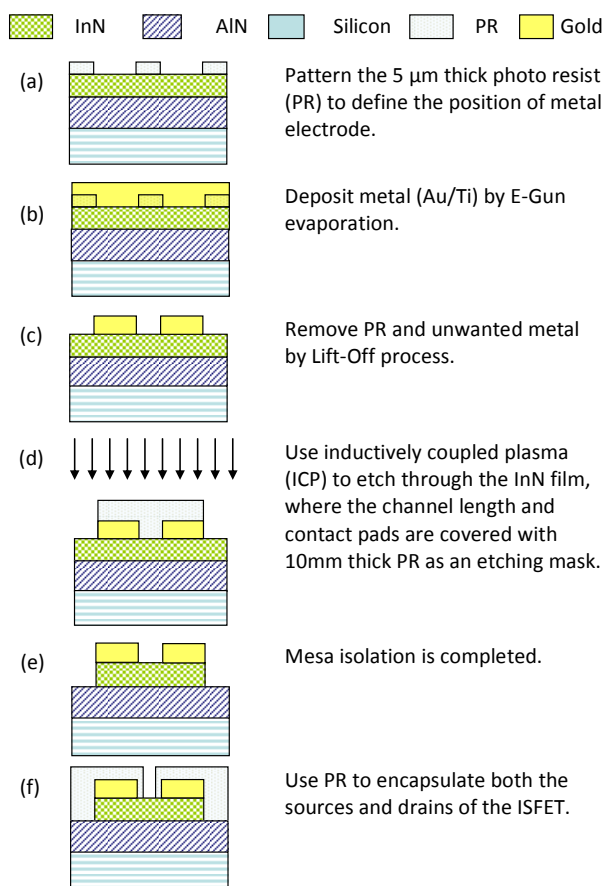 InN AlN Silicon PR Gold
(a)
Pattern the 5 µm thick photo resist
(PR) to define the position of metal
electrode.
(b)
Deposit metal (Au/Ti) by E-Gun
evaporation.
(c)
Remove PR and unwanted metal
by Lift-Off process.
(d)
Use inductively coupled plasma
(ICP) to etch through the InN film,
where the channel length and
contact pads are covered with
10mm thick PR as an etching mask.
(e)
Mesa isolation is completed.
(f)
Use PR to encapsulate both the
sources and drains of the ISFET.